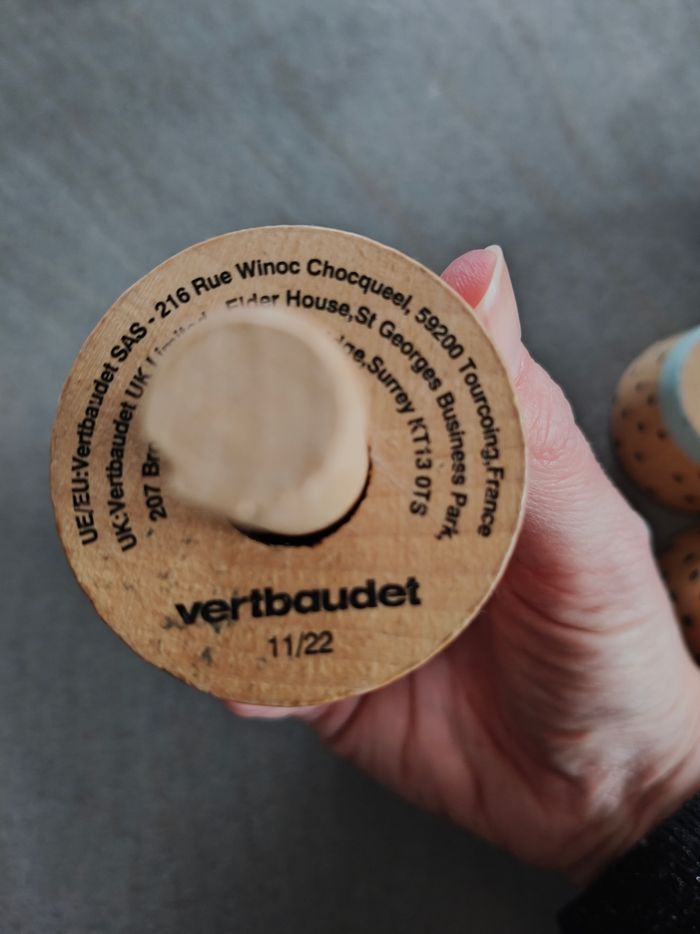 UE/EU:Vertbaudet SAS - 216 Rue Winoc Chocqueel, 59200 Tourcoing,France
UK:Vertbaudet UK Elder House,St Georges Business Park,
207 Surrey KT13 0TS
vertbaudet
11/22